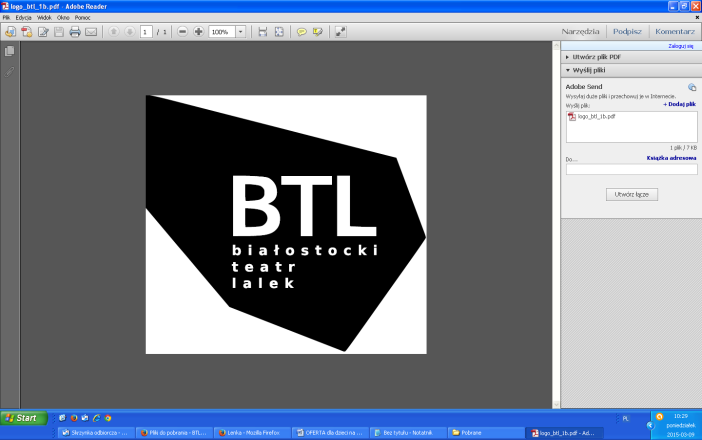 logo_btl_1b.pdf - Adobe Reader
Plik Edycja Widok Okno Pomoc
1 / 1 100% Narzędzia Podpisz Komentarz
Zaloguj się
Utwórz plik PDF
Wyślij pliki
Adobe Send
Wysyłaj duże pliki i przechowuj je w Internecie.
Wyślij plik: + Dodaj plik
logo_btl_1b.pdf
1 plik / 7 KB
Do... Książka adresowa
Utwórz łącze
BTL
białostocki
teatr
lalek
Start
PL
10:29
poniedziałek
2015-03-09
Skrzynka odbiorcza - ... Pliki do pobrania - BTL... Lenka - Mozilla Firefox OFERTA dla dzieci na ... Bez tytułu - Notatnik Pobrane logo_btl_1b.pdf - Ad...